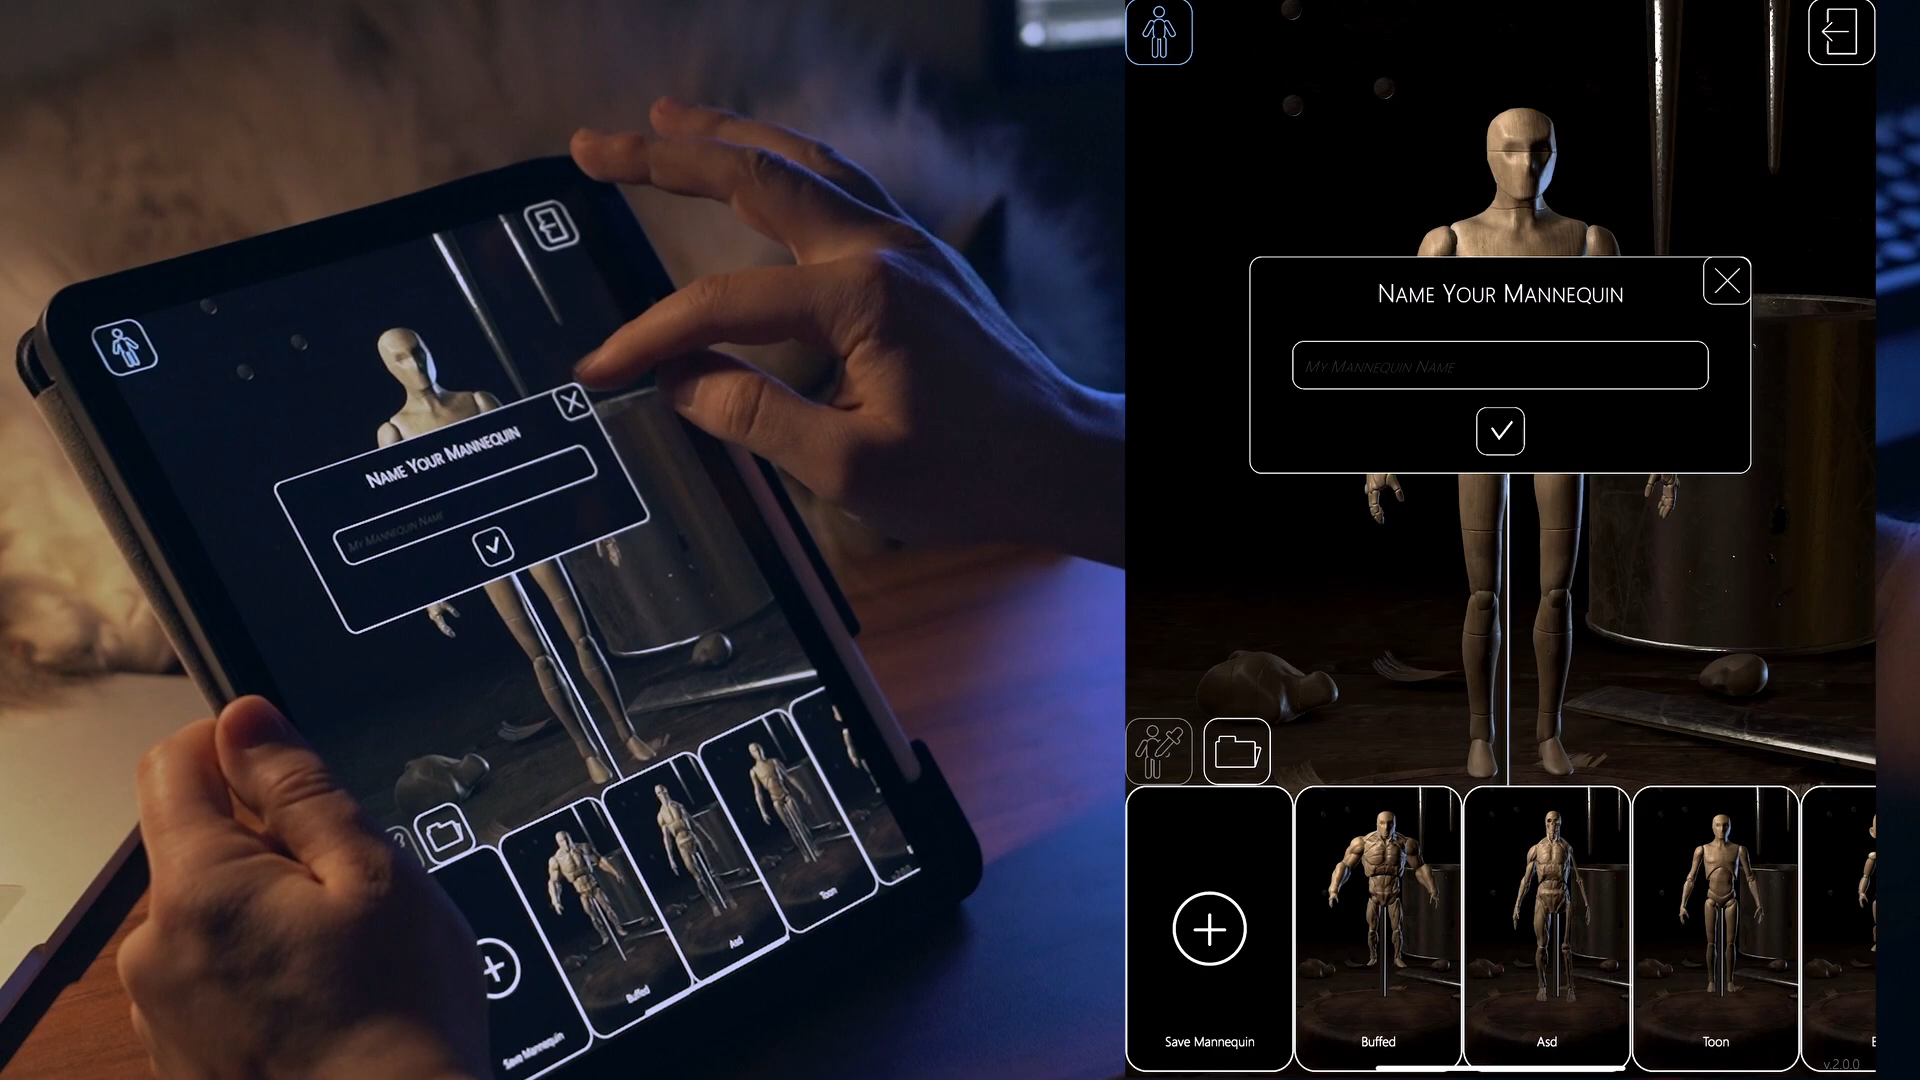 Name Your Mannequin
My Mannequin Name
Save Mannequin
Buffed
Asd
Toon
Name Your Mannequin
My Mannequin Name
Save Mannequin
Buffed
Asd
Toon
v.2.0.0